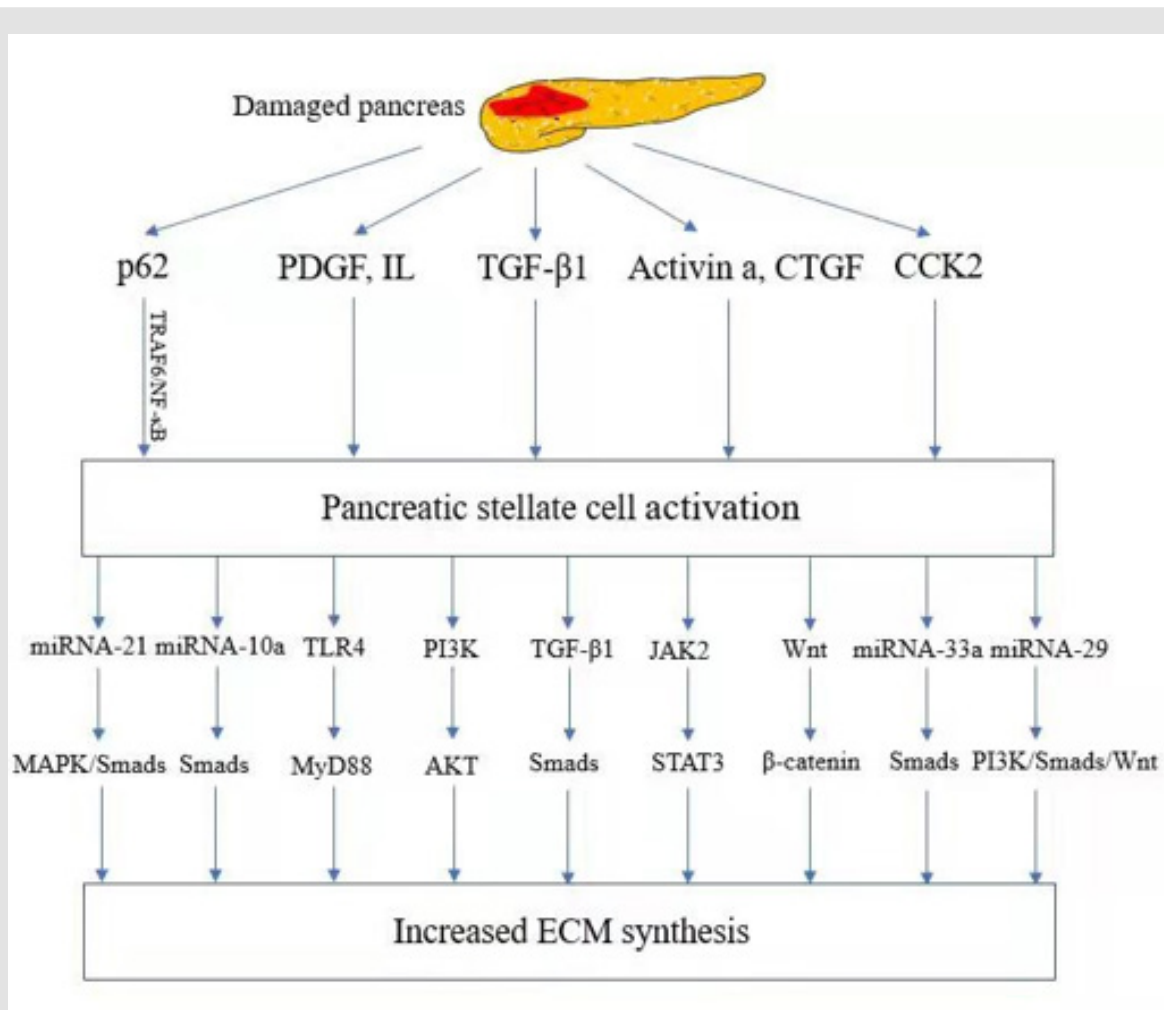 Damaged pancreas
p62 PDGF, IL TGF-β1 Activin a, CTGF CCK2
TRAF6/NF-κB
Pancreatic stellate cell activation
miRNA-21 miRNA-10a TLR4 PI3K TGF-β1 JAK2 Wnt miRNA-33a miRNA-29
MAPK/Smads Smads MyD88 AKT Smads STAT3 β-catenin Smads PI3K/Smads/Wnt
Increased ECM synthesis